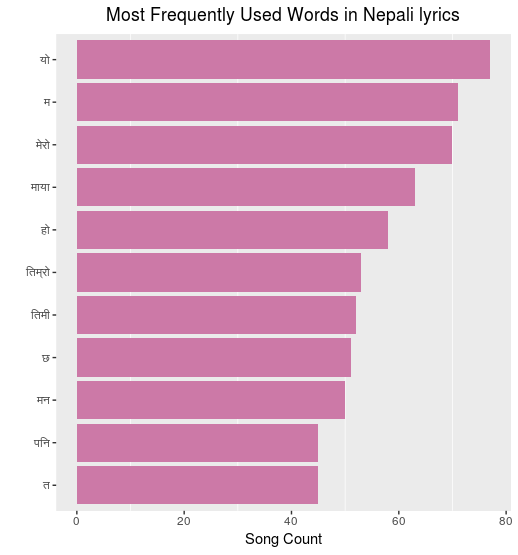 Most Frequently Used Words in Nepali lyrics
यो
म
मेरो
माया
हो
तिम्रो
तिमी
छ
मन
पनि
त
0 20 40 60 80
Song Count